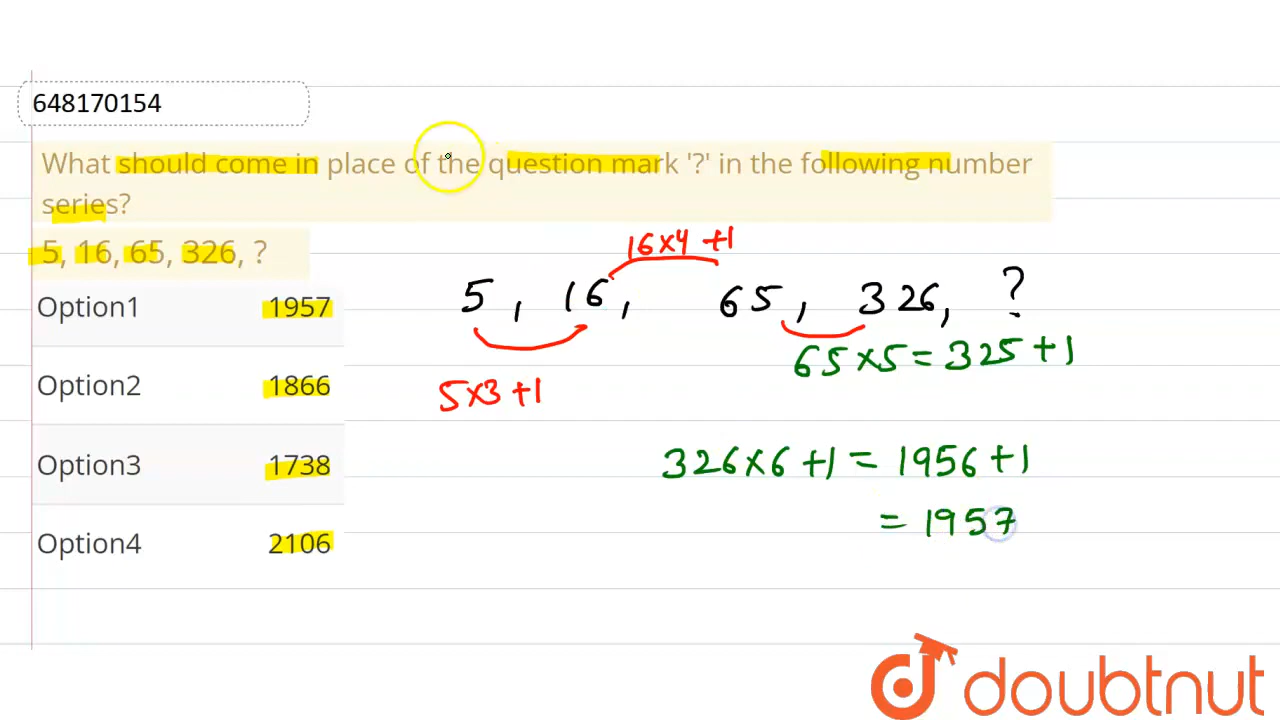 648170154
What should come in place of the question mark '?' in the following number
series?
5, 16, 65, 326, ?
Option1 1957
Option2 1866
Option3 1738
Option4 2106
16×4 +1
5, 16, 65, 326, ?
65×5=325+1
5×3+1
326×6+1=1956+1
=1957
doubtnut